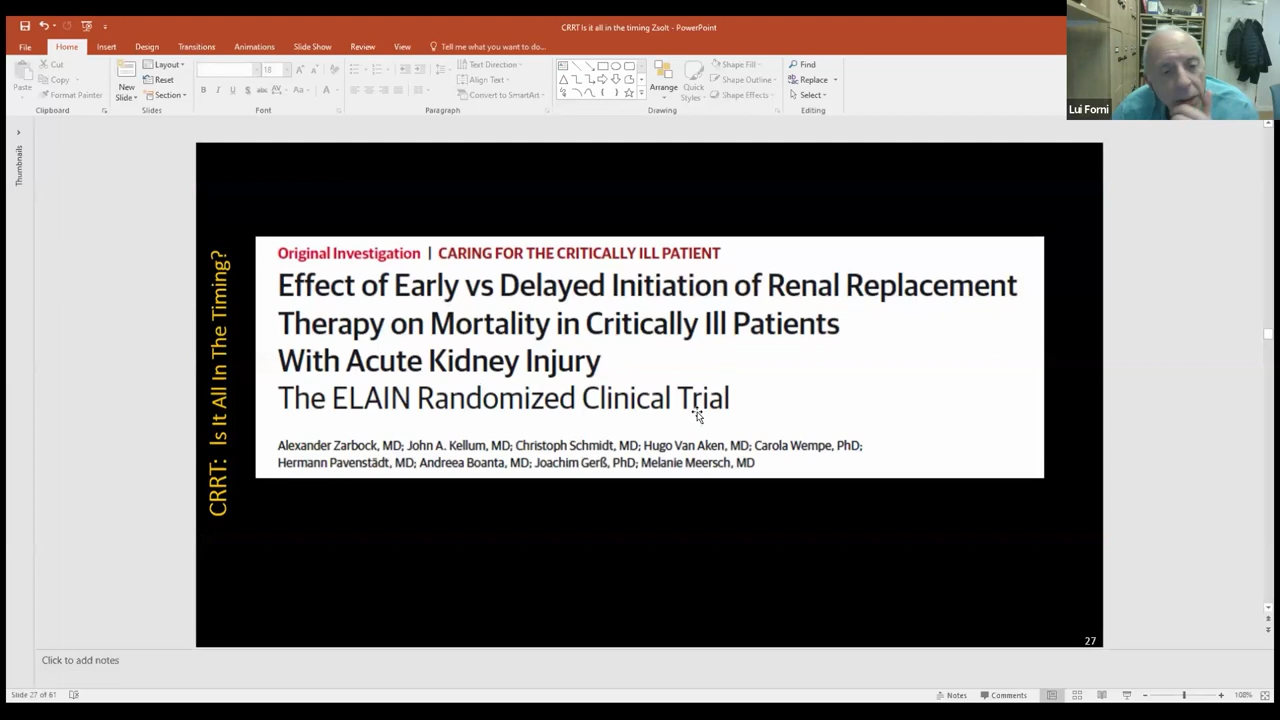 CRRT Is it all in the timing Zsolt - PowerPoint
File Home Insert Design Transitions Animations Slide Show Review View Tell me what you want to do...
Cut
Copy
Format Painter
Paste
Clipboard
New
Slide
Layout
Reset
Section
Slides
18
B I U S abc AV Aa A
Font
Text Direction
Align Text
Convert to SmartArt
Paragraph
Arrange
Quick
Styles
Shape Fill
Shape Outline
Shape Effects
Drawing
Find
Replace
Select
Editing
Lui Forni
Thumbnails
CRRT: Is It All In The Timing?
Original Investigation | CARING FOR THE CRITICALLY ILL PATIENT
Effect of Early vs Delayed Initiation of Renal Replacement
Therapy on Mortality in Critically Ill Patients
With Acute Kidney Injury
The ELAIN Randomized Clinical Trial
Alexander Zarbock, MD; John A. Kellum, MD; Christoph Schmidt, MD; Hugo Van Aken, MD; Carola Wempe, PhD;
Hermann Pavenstädt, MD; Andreea Boanta, MD; Joachim Gerß, PhD; Melanie Meersch, MD
27
Click to add notes
Slide 27 of 61
Notes
Comments
108%